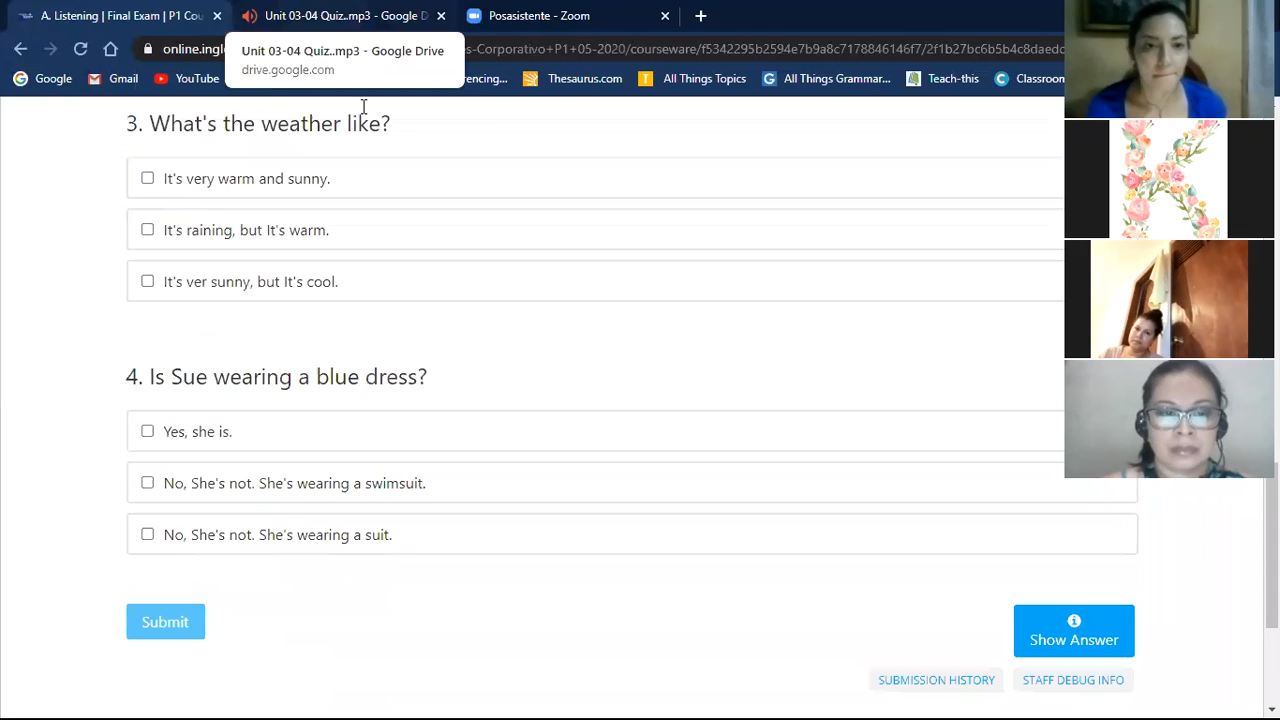 A. Listening | Final Exam | P1 Co
Unit 03-04 Quiz..mp3 - Google D
Posasistente - Zoom
Unit 03-04 Quiz..mp3 - Google Drive
drive.google.com
online.ingl
es-Corporativo+P1+05-2020/courseware/f5342295b2594e7b9a8c7178846146f7/2f1b27bc6b5b4c8daedc
Google
Gmail
YouTube
rencing...
Thesaurus.com
All Things Topics
All Things Grammar...
Teach-this
Classroom
3. What's the weather like?
It's very warm and sunny.
It's raining, but It's warm.
It's ver sunny, but It's cool.
4. Is Sue wearing a blue dress?
Yes, she is.
No, She's not. She's wearing a swimsuit.
No, She's not. She's wearing a suit.
Submit
Show Answer
SUBMISSION HISTORY
STAFF DEBUG INFO